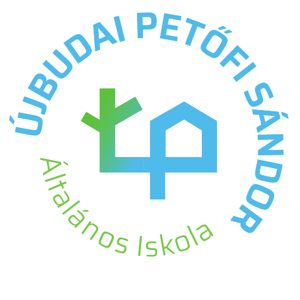 ÚJBUDAI PETŐFI SÁNDOR
Általános Iskola